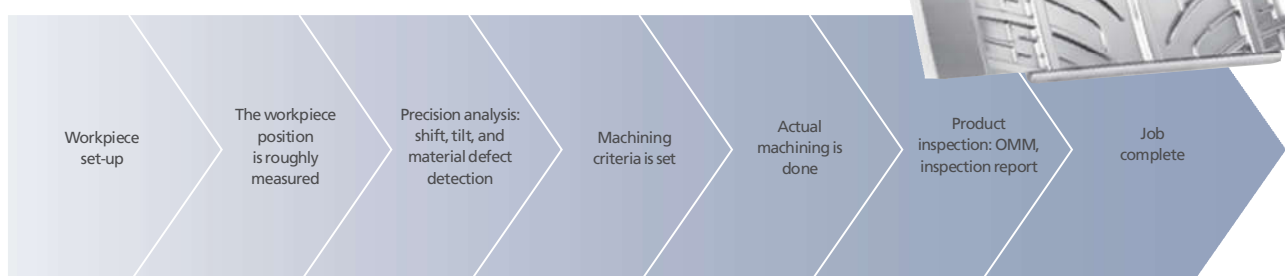 Workpiece
set-up
The workpiece
position
is roughly
measured
Precision analysis:
shift, tilt, and
material defect
detection
Machining
criteria is set
Actual
machining is
done
Product
inspection: OMM,
inspection report
Job
complete